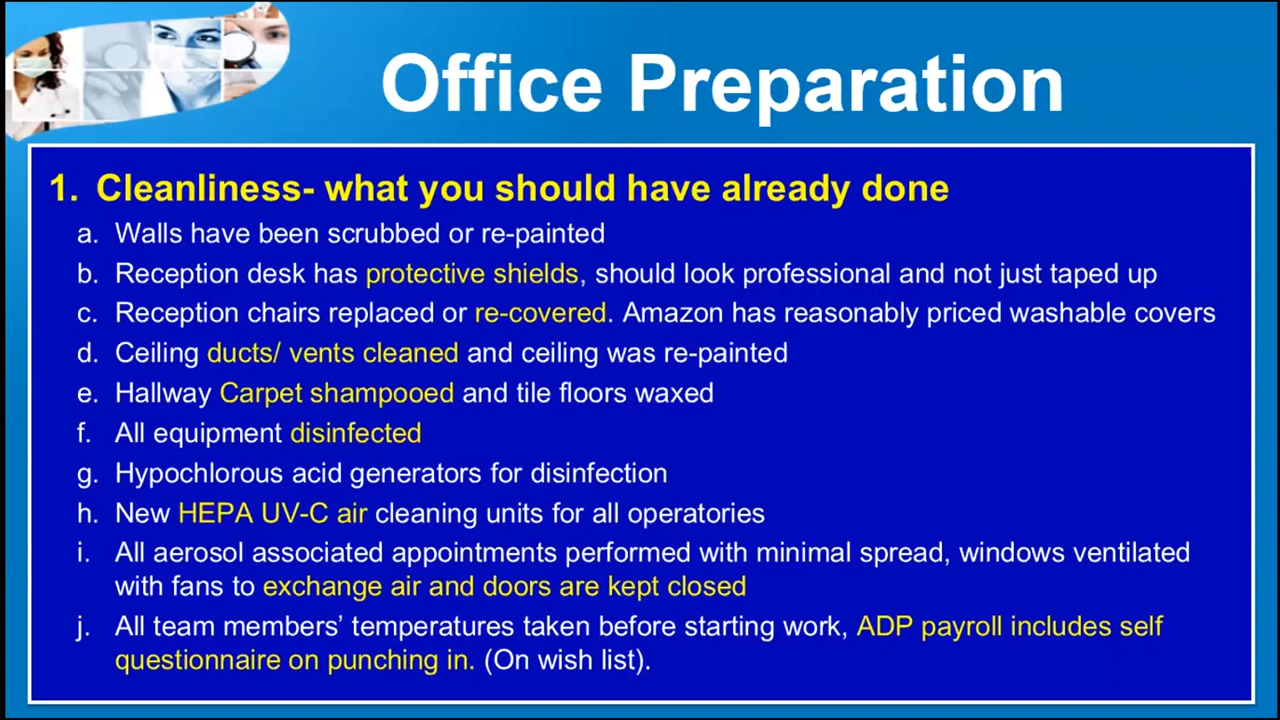 Office Preparation
1. Cleanliness- what you should have already done
a. Walls have been scrubbed or re-painted
b. Reception desk has protective shields, should look professional and not just taped up
c. Reception chairs replaced or re-covered. Amazon has reasonably priced washable covers
d. Ceiling ducts/ vents cleaned and ceiling was re-painted
e. Hallway Carpet shampooed and tile floors waxed
f. All equipment disinfected
g. Hypochlorous acid generators for disinfection
h. New HEPA UV-C air cleaning units for all operatories
i. All aerosol associated appointments performed with minimal spread, windows ventilated
with fans to exchange air and doors are kept closed
j. All team members’ temperatures taken before starting work, ADP payroll includes self
questionnaire on punching in. (On wish list).